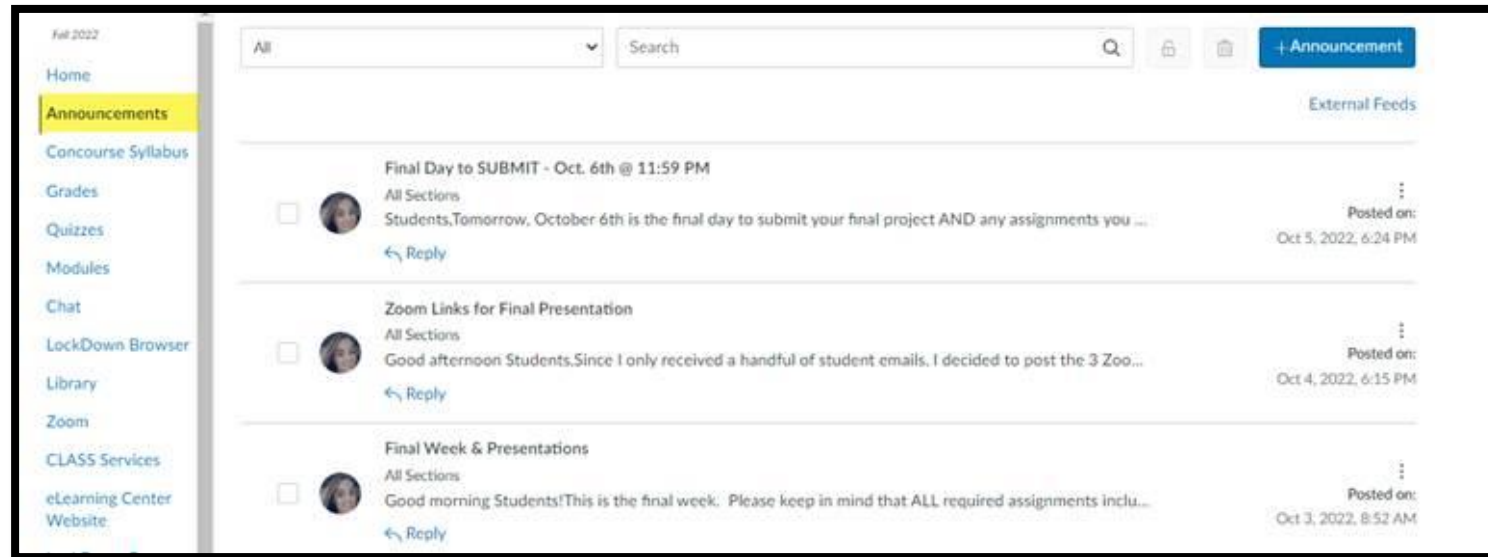 Fall 2022
Home
Announcements
Concourse Syllabus
Grades
Quizzes
Modules
Chat
LockDown Browser
Library
Zoom
CLASS Services
eLearning Center
Website
All
Search
+ Announcement
External Feeds
Final Day to SUBMIT - Oct. 6th @ 11:59 PM
All Sections
Students,Tomorrow, October 6th is the final day to submit your final project AND any assignments you ...
Reply
Posted on:
Oct 5, 2022, 6:24 PM
Zoom Links for Final Presentation
All Sections
Good afternoon Students,Since I only received a handful of student emails, I decided to post the 3 Zoo...
Reply
Posted on:
Oct 4, 2022, 6:15 PM
Final Week & Presentations
All Sections
Good morning Students!This is the final week. Please keep in mind that ALL required assignments inclu...
Reply
Posted on:
Oct 3, 2022, 8:52 AM